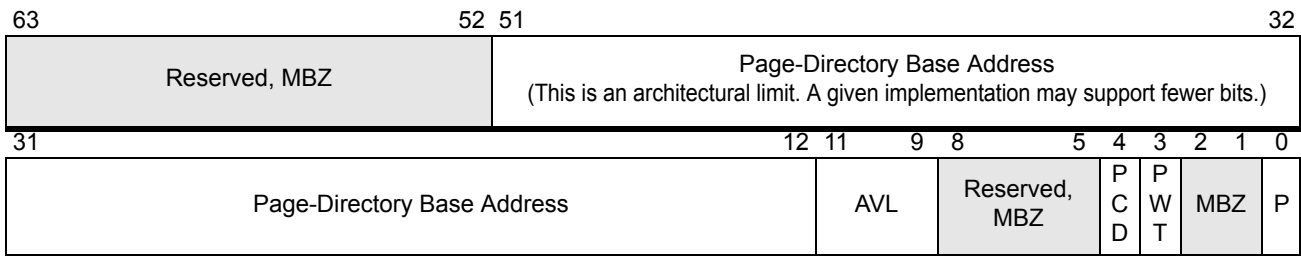 63 52 51 32
Reserved, MBZ
Page-Directory Base Address
(This is an architectural limit. A given implementation may support fewer bits.)
31 12 11 9 8 5 4 3 2 1 0
Page-Directory Base Address
AVL
Reserved,
MBZ
P
C
D
P
W
T
MBZ
P